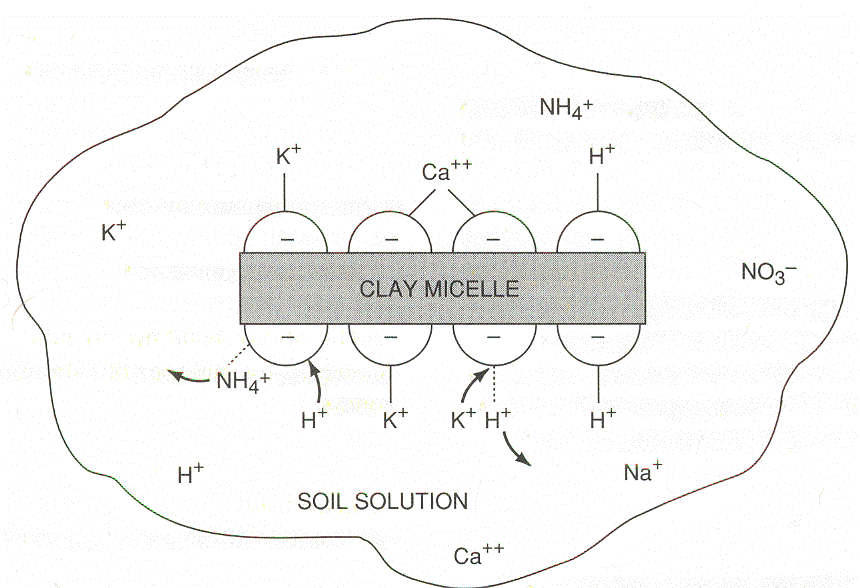 NH₄⁺
K⁺
Ca⁺⁺
H⁺
K⁺
− − − −
NO₃⁻
CLAY MICELLE
− − − −
NH₄⁺
H⁺ K⁺ K⁺ H⁺ H⁺
H⁺
Na⁺
SOIL SOLUTION
Ca⁺⁺